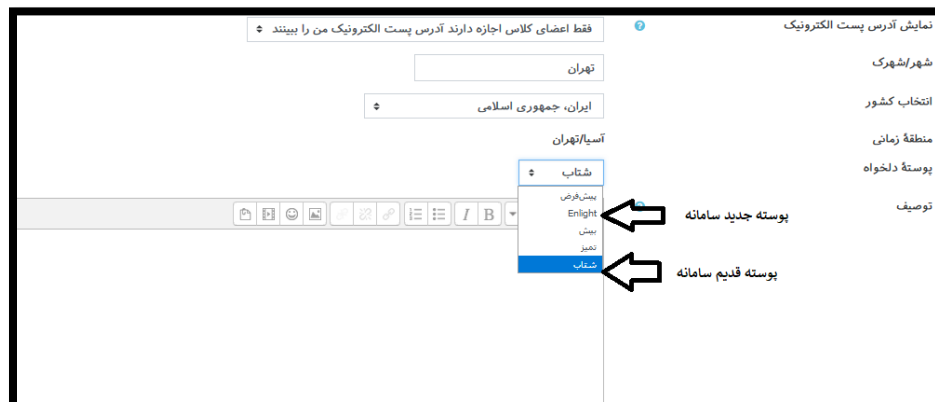 نمایش آدرس پست الکترونیک
فقط اعضای کلاس اجازه دارند آدرس پست الکترونیک من را ببینند
شهر/شهرک
تهران
انتخاب کشور
ایران، جمهوری اسلامی
منطقهٔ زمانی
آسیا/تهران
پوستهٔ دلخواه
شتاب
پیش‌فرض
Enlight
بیش
تمیز
شتاب
توصیف
B I
پوسته جدید سامانه
پوسته قدیم سامانه